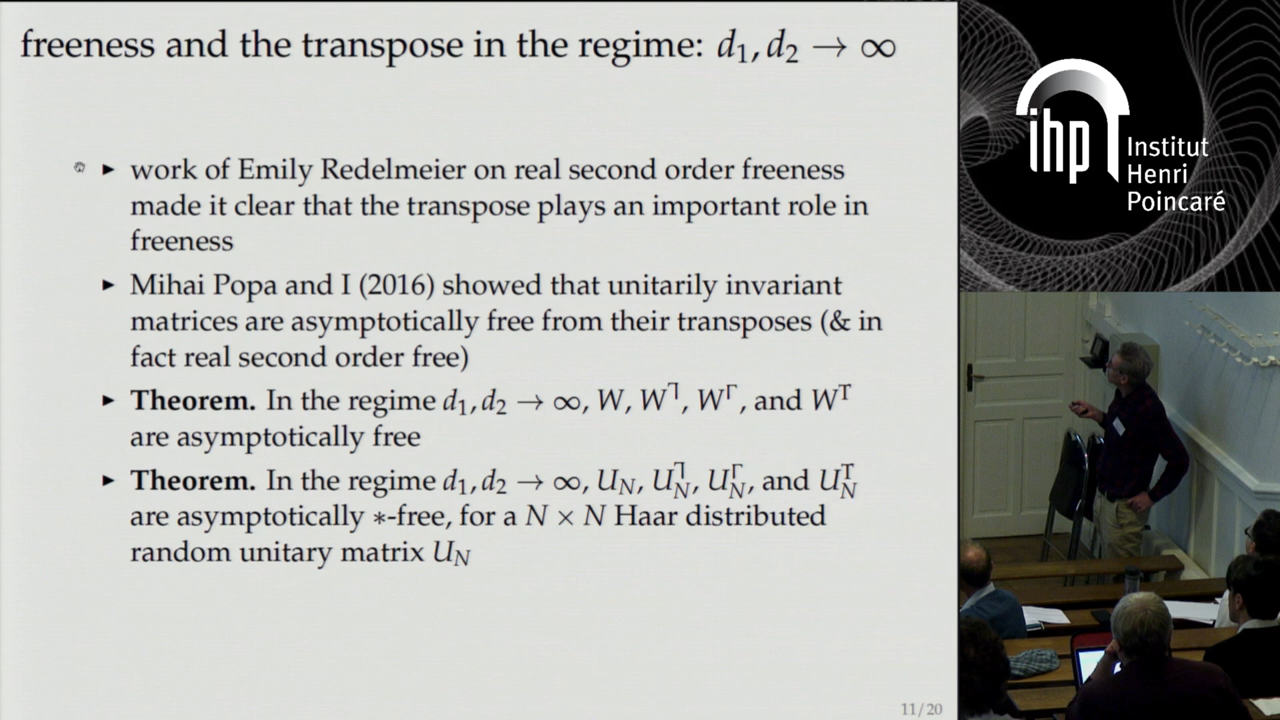 freeness and the transpose in the regime: d₁, d₂ → ∞
▸ work of Emily Redelmeier on real second order freeness
made it clear that the transpose plays an important role in
freeness
▸ Mihai Popa and I (2016) showed that unitarily invariant
matrices are asymptotically free from their transposes (& in
fact real second order free)
▸ Theorem. In the regime d₁, d₂ → ∞, W, W^ꓶ, W^Γ, and W^T
are asymptotically free
▸ Theorem. In the regime d₁, d₂ → ∞, U_N, U_N^ꓶ, U_N^Γ, and U_N^T
are asymptotically ∗-free, for a N × N Haar distributed
random unitary matrix U_N
11/20
ihp
Institut
Henri
Poincaré